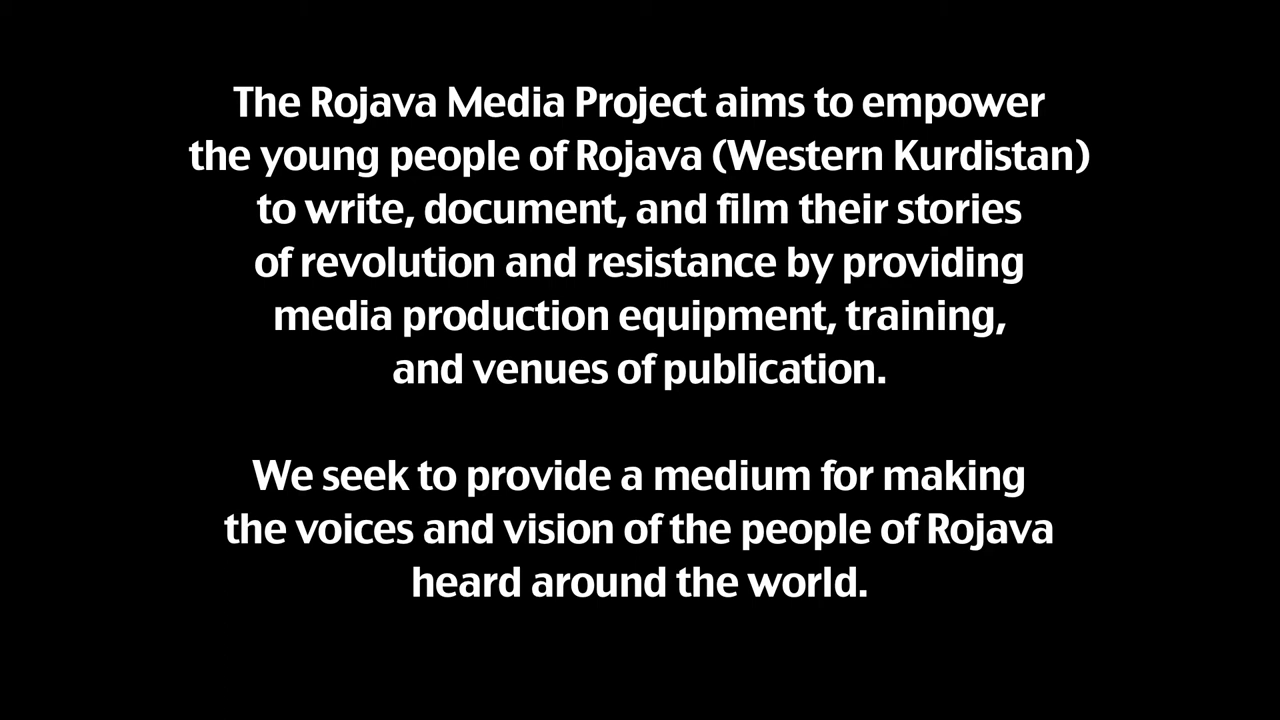 The Rojava Media Project aims to empower
the young people of Rojava (Western Kurdistan)
to write, document, and film their stories
of revolution and resistance by providing
media production equipment, training,
and venues of publication.
We seek to provide a medium for making
the voices and vision of the people of Rojava
heard around the world.